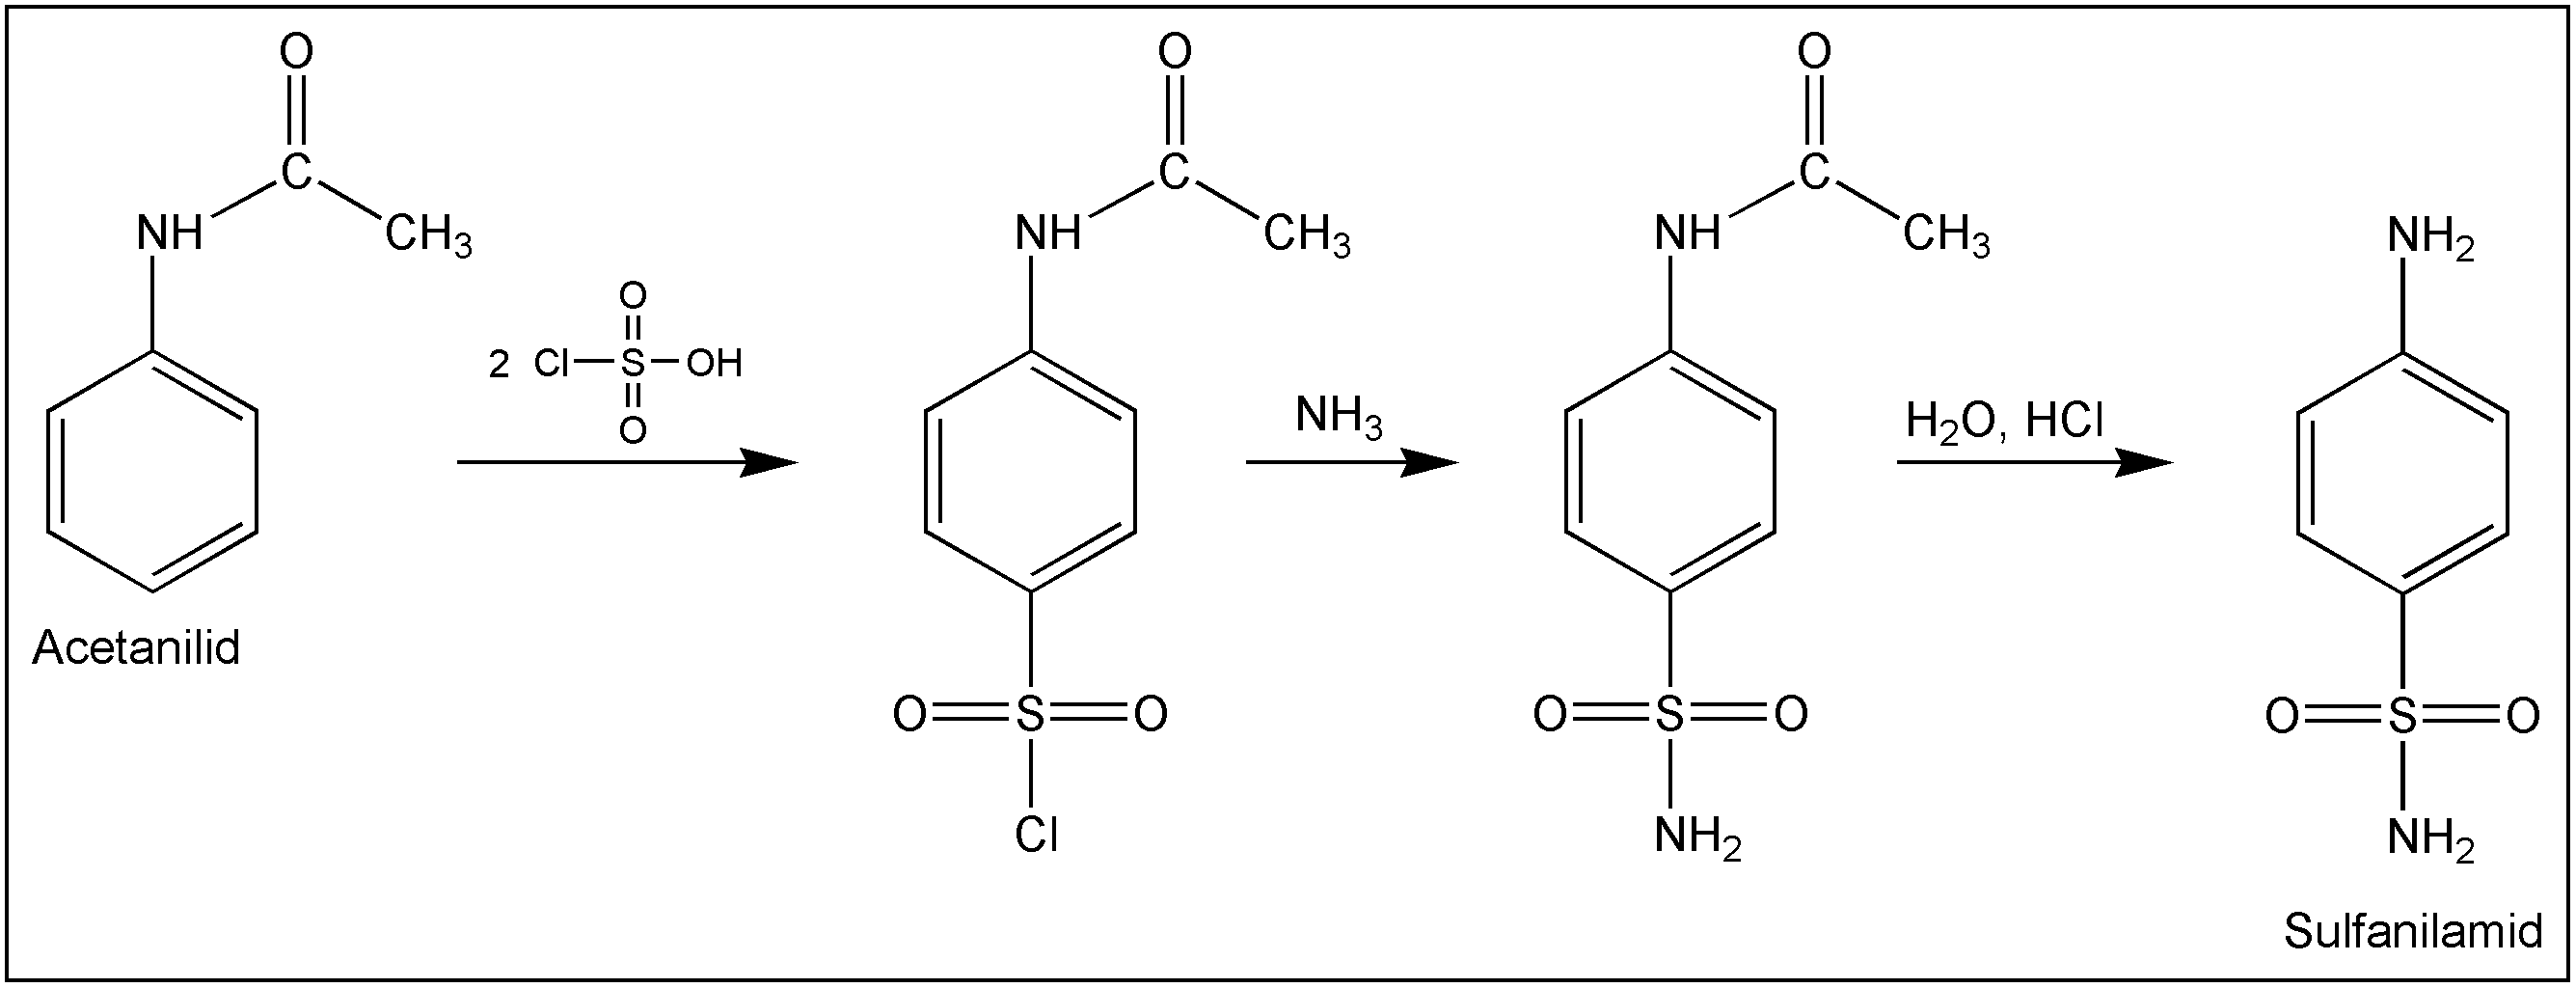 O
C
NH
CH3
O
2 Cl S OH
O
Acetanilid
O
C
NH
CH3
O S O
Cl
NH3
O
C
NH
CH3
O S O
NH2
H2O, HCl
NH2
O S O
NH2
Sulfanilamid